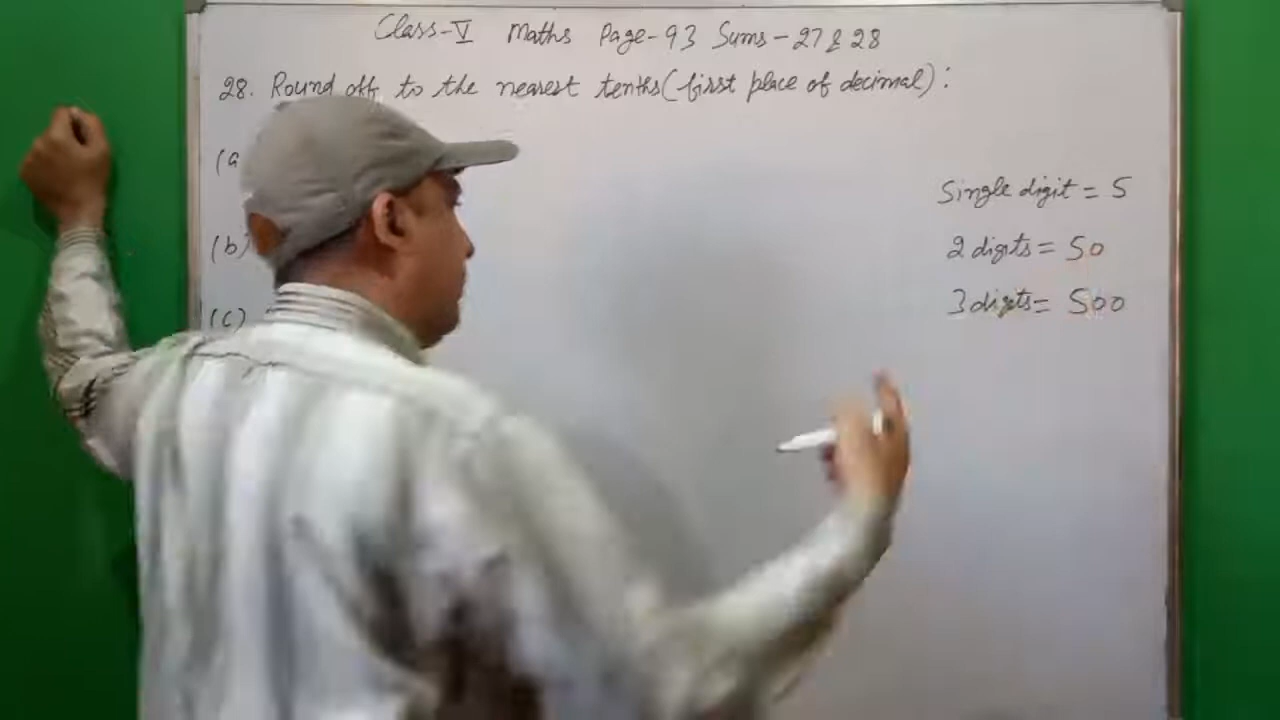 Class-V Maths Page-93 Sums-27 & 28
28. Round off to the nearest tenths (first place of decimal):
(a
(b)
(c)
Single digit = 5
2 digits = 50
3 digits = 500